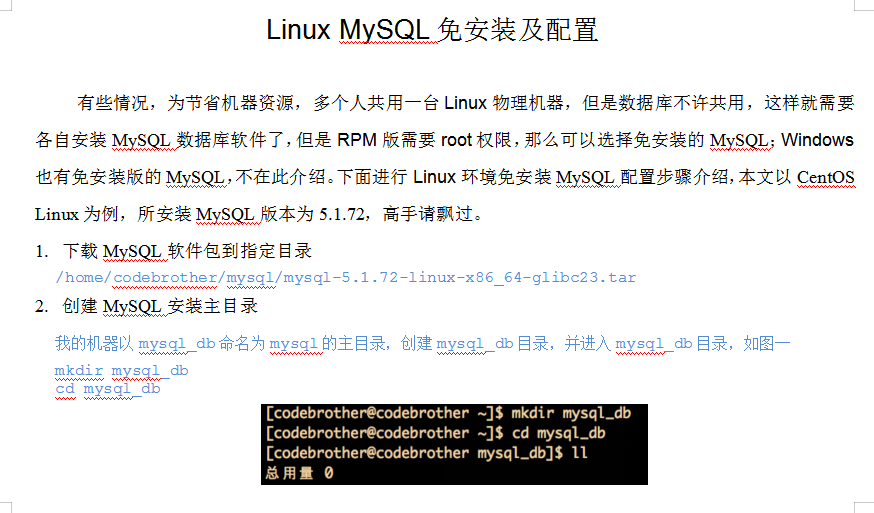 Linux MySQL 免安装及配置
有些情况，为节省机器资源，多个人共用一台 Linux 物理机器，但是数据库不许共用，这样就需要
各自安装 MySQL 数据库软件了，但是 RPM 版需要 root 权限，那么可以选择免安装的 MySQL；Windows
也有免安装版的 MySQL，不在此介绍。下面进行 Linux 环境免安装 MySQL 配置步骤介绍，本文以 CentOS
Linux 为例，所安装 MySQL 版本为 5.1.72，高手请飘过。
1. 下载 MySQL 软件包到指定目录
/home/codebrother/mysql/mysql-5.1.72-linux-x86_64-glibc23.tar
2. 创建 MySQL 安装主目录
我的机器以 mysql_db 命名为 mysql 的主目录，创建 mysql_db 目录，并进入 mysql_db 目录，如图一
mkdir mysql_db
cd mysql_db
[codebrother@codebrother ~]$ mkdir mysql_db
[codebrother@codebrother ~]$ cd mysql_db
[codebrother@codebrother mysql_db]$ ll
总用量 0